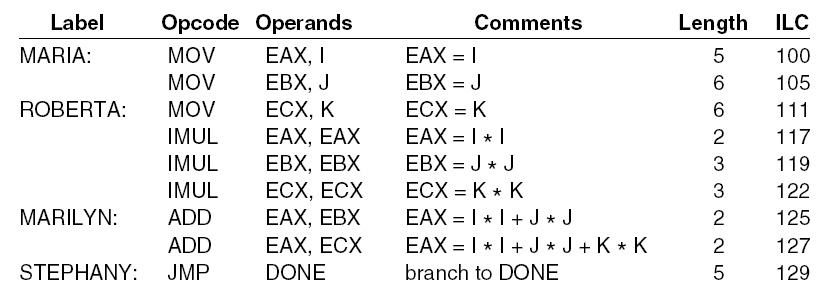 Label Opcode Operands Comments Length ILC
MARIA: MOV EAX, I EAX = I 5 100
MOV EBX, J EBX = J 6 105
ROBERTA: MOV ECX, K ECX = K 6 111
IMUL EAX, EAX EAX = I * I 2 117
IMUL EBX, EBX EBX = J * J 3 119
IMUL ECX, ECX ECX = K * K 3 122
MARILYN: ADD EAX, EBX EAX = I * I + J * J 2 125
ADD EAX, ECX EAX = I * I + J * J + K * K 2 127
STEPHANY: JMP DONE branch to DONE 5 129